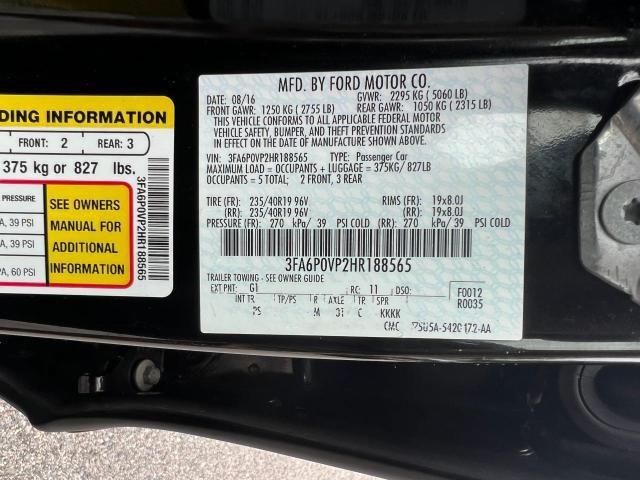 DING INFORMATION
FRONT: 2 REAR: 3
375 kg or 827 lbs.
PRESSURE
A, 39 PSI
A, 39 PSI
PA, 60 PSI
SEE OWNERS
MANUAL FOR
ADDITIONAL
INFORMATION
3FA6P0VP2HR188565
MFD. BY FORD MOTOR CO.
DATE: 08/16 GVWR: 2295 KG ( 5060 LB)
FRONT GAWR: 1250 KG ( 2755 LB) REAR GAWR: 1050 KG ( 2315 LB)
THIS VEHICLE CONFORMS TO ALL APPLICABLE FEDERAL MOTOR
VEHICLE SAFETY, BUMPER, AND THEFT PREVENTION STANDARDS
IN EFFECT ON THE DATE OF MANUFACTURE SHOWN ABOVE.
VIN: 3FA6P0VP2HR188565 TYPE: Passenger Car
MAXIMUM LOAD = OCCUPANTS + LUGGAGE = 375KG/ 827LB
OCCUPANTS = 5 TOTAL; 2 FRONT, 3 REAR
TIRE (FR): 235/40R19 96V RIMS (FR): 19x8.0J
(RR): 235/40R19 96V (RR): 19x8.0J
PRESSURE (FR): 270 kPa/ 39 PSI COLD (RR): 270 kPa/ 39 PSI COLD
3FA6P0VP2HR188565
TRAILER TOWING - SEE OWNER GUIDE
EXT PNT: G1 RC: 11 DSO: F0012
R0035
INT TR TP/PS R AXLE TR SPR
PS M 3 C KKKK
CMC